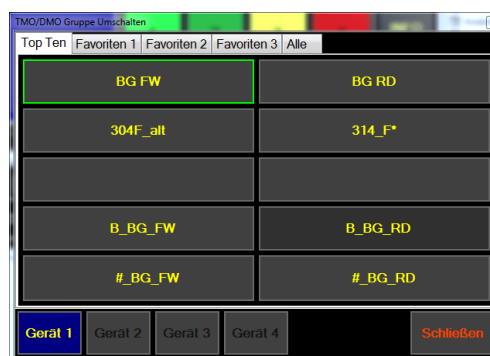 TMO/DMO Gruppe Umschalten
Top Ten Favoriten 1 Favoriten 2 Favoriten 3 Alle
BG FW BG RD
304F_alt 314_F*
B_BG_FW B_BG_RD
#_BG_FW #_BG_RD
Gerät 1 Gerät 2 Gerät 3 Gerät 4 Schließen